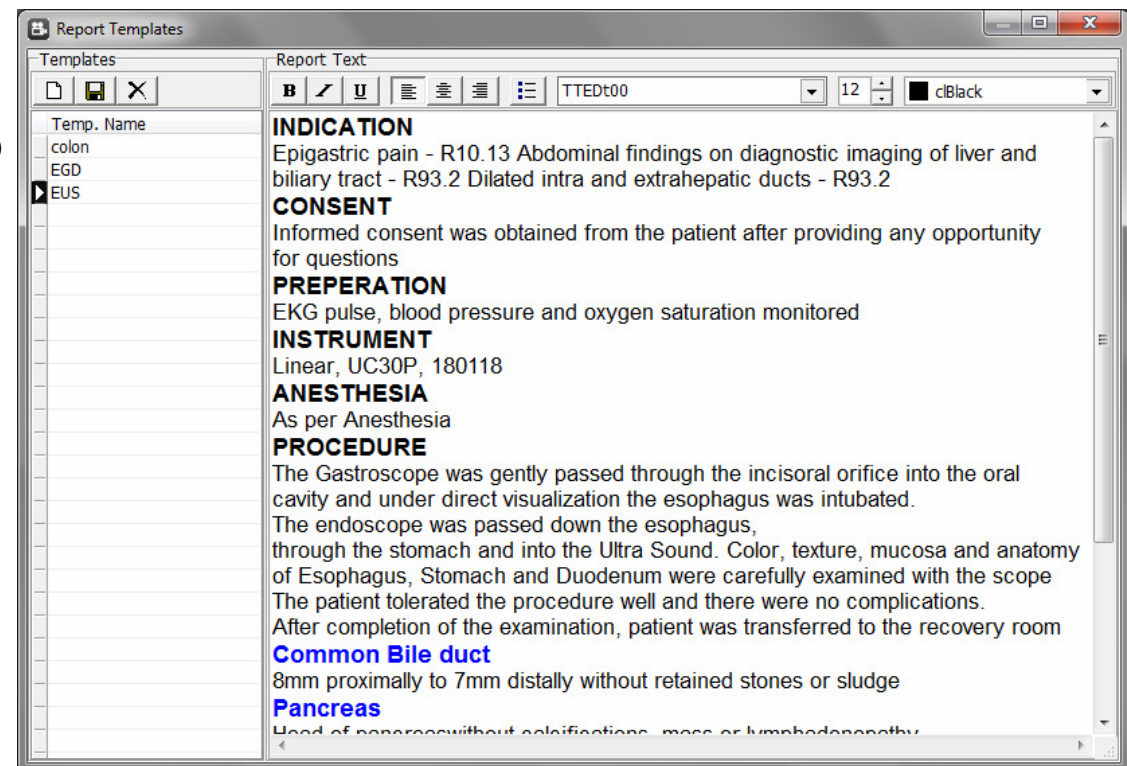 Report Templates
Templates
Report Text
B I U
TTEDt00
12
clBlack
Temp. Name
colon
EGD
EUS
INDICATION
Epigastric pain - R10.13 Abdominal findings on diagnostic imaging of liver and
biliary tract - R93.2 Dilated intra and extrahepatic ducts - R93.2
CONSENT
Informed consent was obtained from the patient after providing any opportunity
for questions
PREPERATION
EKG pulse, blood pressure and oxygen saturation monitored
INSTRUMENT
Linear, UC30P, 180118
ANESTHESIA
As per Anesthesia
PROCEDURE
The Gastroscope was gently passed through the incisoral orifice into the oral
cavity and under direct visualization the esophagus was intubated.
The endoscope was passed down the esophagus,
through the stomach and into the Ultra Sound. Color, texture, mucosa and anatomy
of Esophagus, Stomach and Duodenum were carefully examined with the scope
The patient tolerated the procedure well and there were no complications.
After completion of the examination, patient was transferred to the recovery room
Common Bile duct
8mm proximally to 7mm distally without retained stones or sludge
Pancreas
Head of pancreaswithout calcifications, mass or